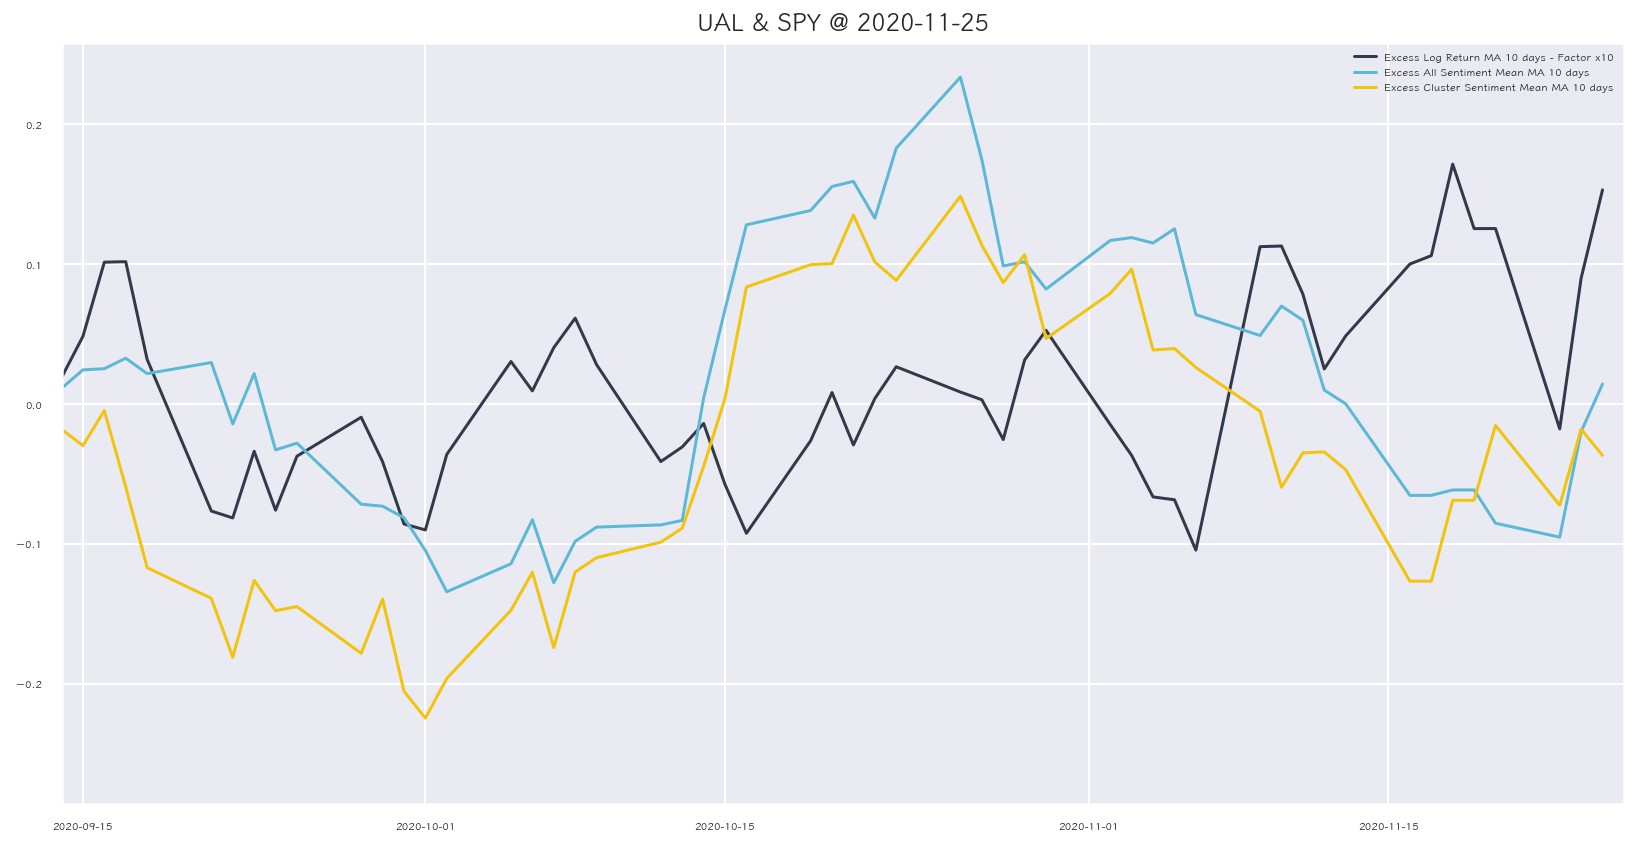 UAL & SPY @ 2020-11-25
Excess Log Return MA 10 days - Factor x10
Excess All Sentiment Mean MA 10 days
Excess Cluster Sentiment Mean MA 10 days
0.2
0.1
0.0
−0.1
−0.2
2020-09-15
2020-10-01
2020-10-15
2020-11-01
2020-11-15